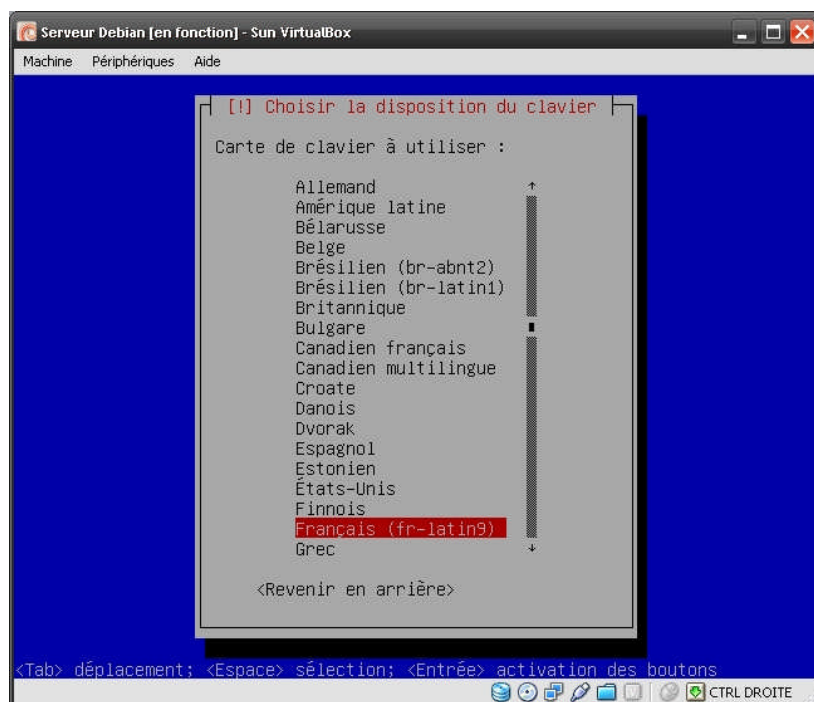 Serveur Debian [en fonction] - Sun VirtualBox
Machine Périphériques Aide
[!] Choisir la disposition du clavier
Carte de clavier à utiliser :
Allemand
Amérique latine
Bélarusse
Belge
Brésilien (br-abnt2)
Brésilien (br-latin1)
Britannique
Bulgare
Canadien français
Canadien multilingue
Croate
Danois
Dvorak
Espagnol
Estonien
États-Unis
Finnois
Français (fr-latin9)
Grec
<Revenir en arrière>
<Tab> déplacement; <Espace> sélection; <Entrée> activation des boutons
CTRL DROITE